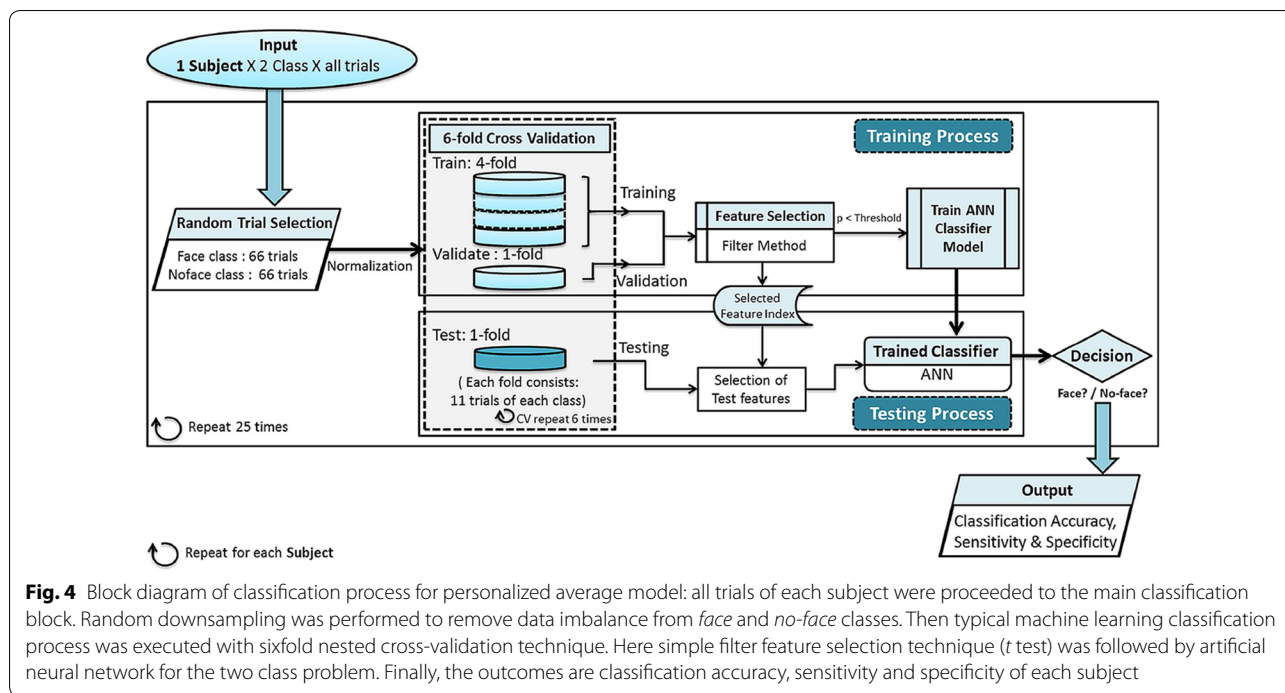 Input
1 Subject X 2 Class X all trials
6-fold Cross Validation
Training Process
Train: 4-fold
Training
Random Trial Selection
Face class : 66 trials
Noface class : 66 trials
Normalization
Validate : 1-fold
Validation
Feature Selection
Filter Method
p < Threshold
Train ANN
Classifier
Model
Selected
Feature Index
Test: 1-fold
Testing
( Each fold consists:
11 trials of each class)
CV repeat 6 times
Selection of
Test features
Trained Classifier
ANN
Testing Process
Decision
Face? / No-face?
Repeat 25 times
Output
Classification Accuracy,
Sensitivity & Specificity
Repeat for each Subject
Fig. 4 Block diagram of classification process for personalized average model: all trials of each subject were proceeded to the main classification
block. Random downsampling was performed to remove data imbalance from face and no-face classes. Then typical machine learning classification
process was executed with sixfold nested cross-validation technique. Here simple filter feature selection technique (t test) was followed by artificial
neural network for the two class problem. Finally, the outcomes are classification accuracy, sensitivity and specificity of each subject